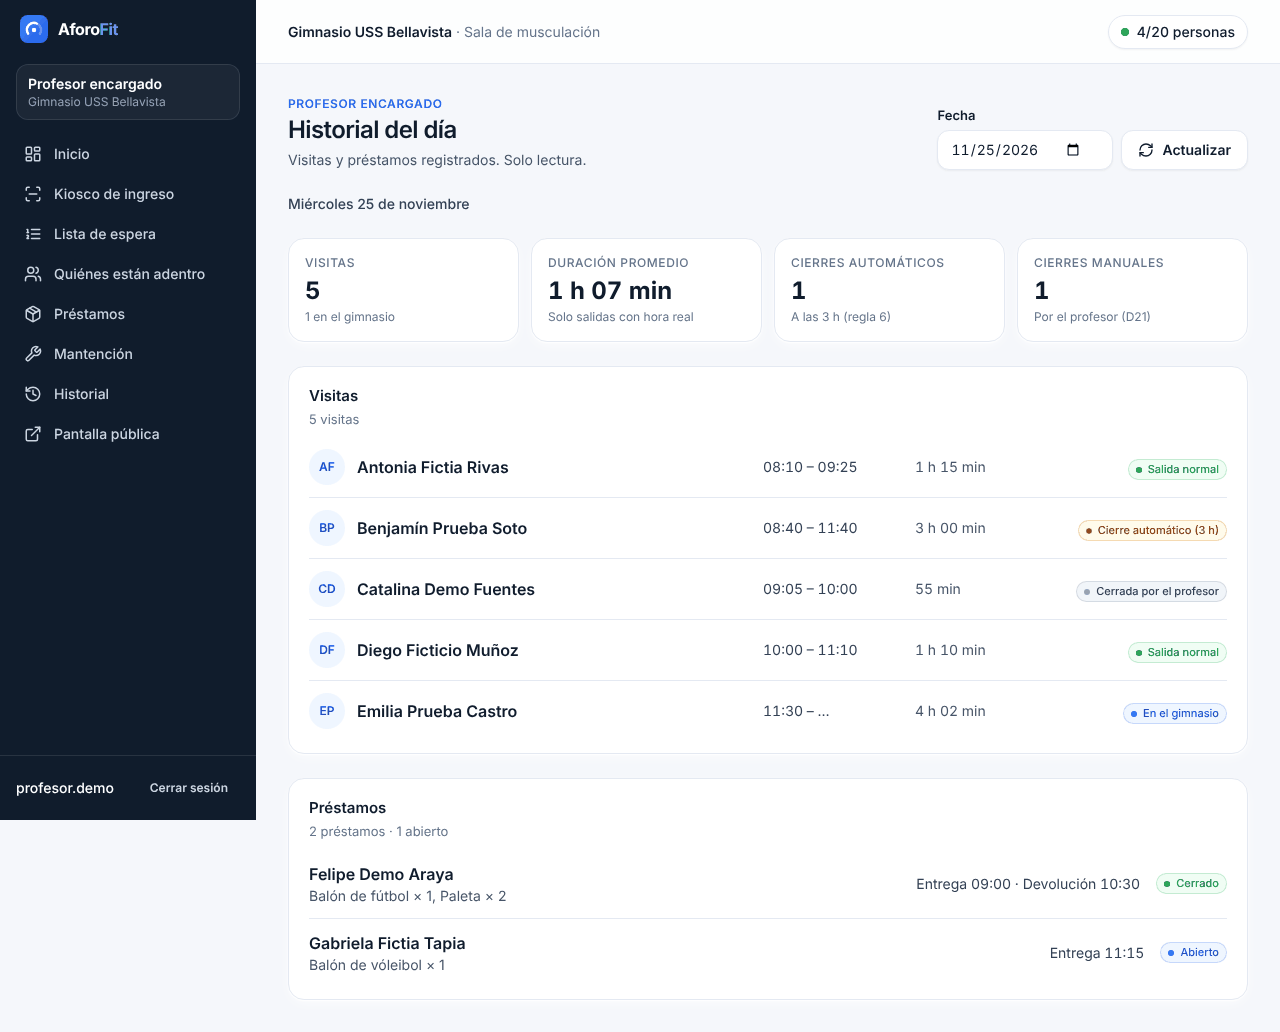 AforoFit
Profesor encargado
Gimnasio USS Bellavista
Inicio
Kiosco de ingreso
Lista de espera
Quiénes están adentro
Préstamos
Mantención
Historial
Pantalla pública
profesor.demo
Cerrar sesión
Gimnasio USS Bellavista · Sala de musculación
4/20 personas
PROFESOR ENCARGADO
Historial del día
Visitas y préstamos registrados. Solo lectura.
Fecha
11/25/2026
Actualizar
Miércoles 25 de noviembre
VISITAS
5
1 en el gimnasio
DURACIÓN PROMEDIO
1 h 07 min
Solo salidas con hora real
CIERRES AUTOMÁTICOS
1
A las 3 h (regla 6)
CIERRES MANUALES
1
Por el profesor (D21)
Visitas
5 visitas
AF Antonia Fictia Rivas 08:10 – 09:25 1 h 15 min Salida normal
BP Benjamín Prueba Soto 08:40 – 11:40 3 h 00 min Cierre automático (3 h)
CD Catalina Demo Fuentes 09:05 – 10:00 55 min Cerrada por el profesor
DF Diego Ficticio Muñoz 10:00 – 11:10 1 h 10 min Salida normal
EP Emilia Prueba Castro 11:30 – ... 4 h 02 min En el gimnasio
Préstamos
2 préstamos · 1 abierto
Felipe Demo Araya
Balón de fútbol × 1, Paleta × 2
Entrega 09:00 · Devolución 10:30 Cerrado
Gabriela Fictia Tapia
Balón de vóleibol × 1
Entrega 11:15 Abierto